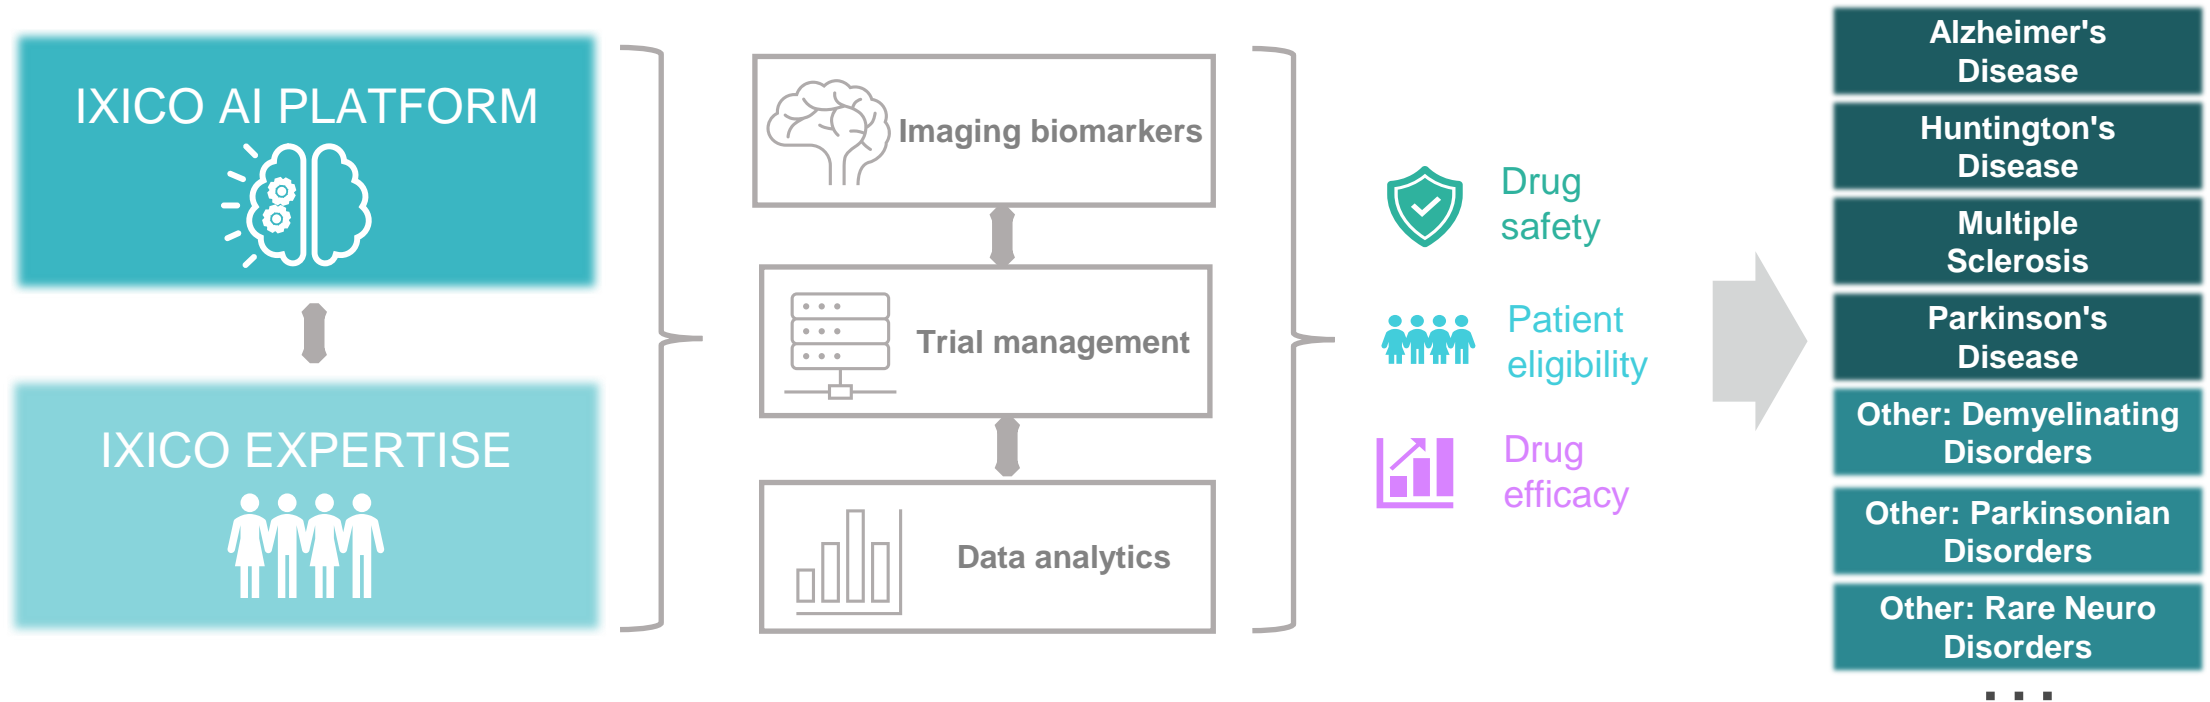 IXICO AI PLATFORM
IXICO EXPERTISE
Imaging biomarkers
Trial management
Data analytics
Drug
safety
Patient
eligibility
Drug
efficacy
Alzheimer's
Disease
Huntington's
Disease
Multiple
Sclerosis
Parkinson's
Disease
Other: Demyelinating
Disorders
Other: Parkinsonian
Disorders
Other: Rare Neuro
Disorders
...